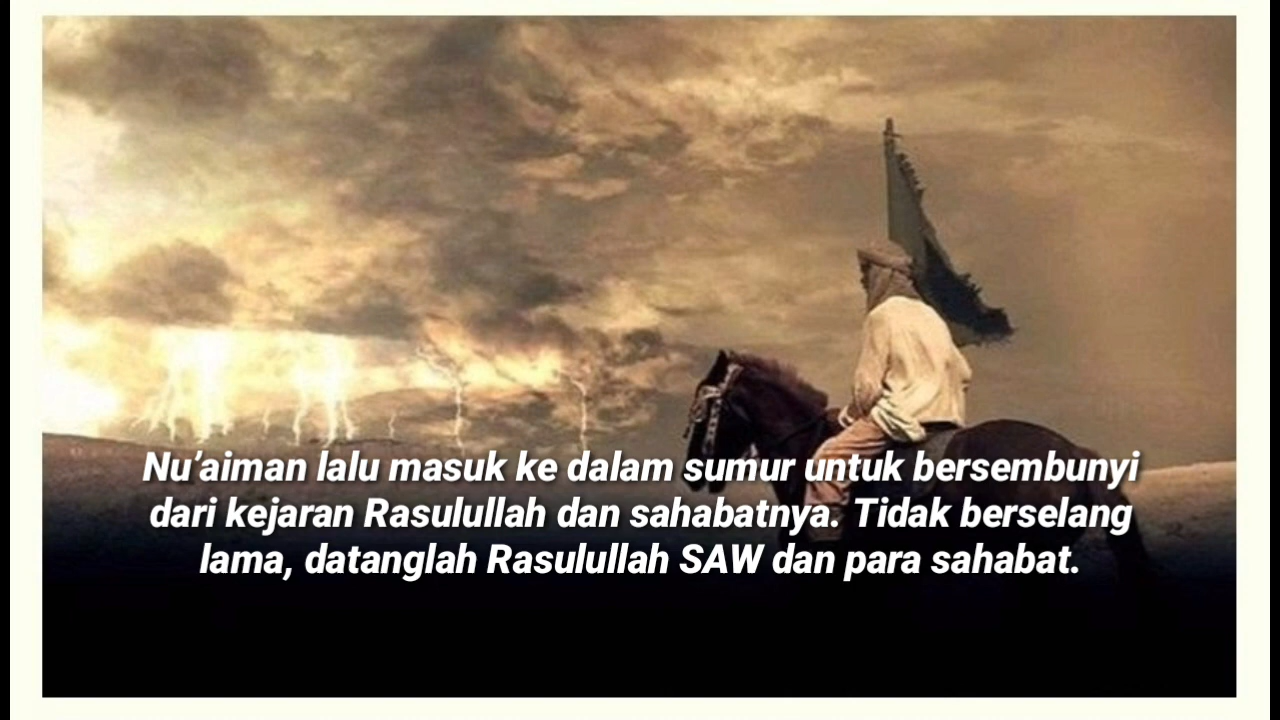 Nu’aiman lalu masuk ke dalam sumur untuk bersembunyi
dari kejaran Rasulullah dan sahabatnya. Tidak berselang
lama, datanglah Rasulullah SAW dan para sahabat.